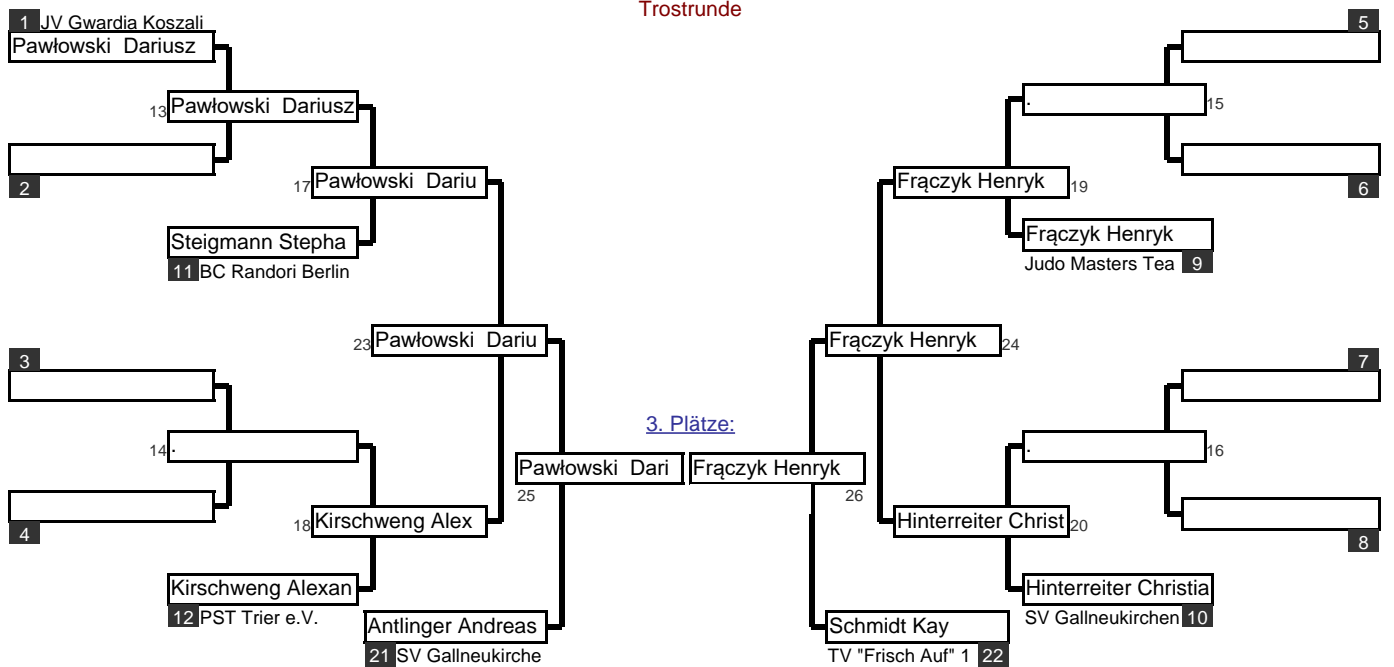 Trostrunde
1 JV Gwardia Koszali
Pawłowski Dariusz
13 Pawłowski Dariusz
2
17 Pawłowski Dariu
Steigmann Stepha
11 BC Randori Berlin
23 Pawłowski Dariu
3
14 .
4
18 Kirschweng Alex
Kirschweng Alexan
12 PST Trier e.V.
Antlinger Andreas
21 SV Gallneukirche
3. Plätze:
Pawłowski Dari
25
Frączyk Henryk
26
5
. 15
6
Frączyk Henryk 19
Frączyk Henryk
Judo Masters Tea 9
Frączyk Henryk 24
7
. 16
8
Hinterreiter Christ 20
Hinterreiter Christia
SV Gallneukirchen 10
Schmidt Kay
TV "Frisch Auf" 1 22